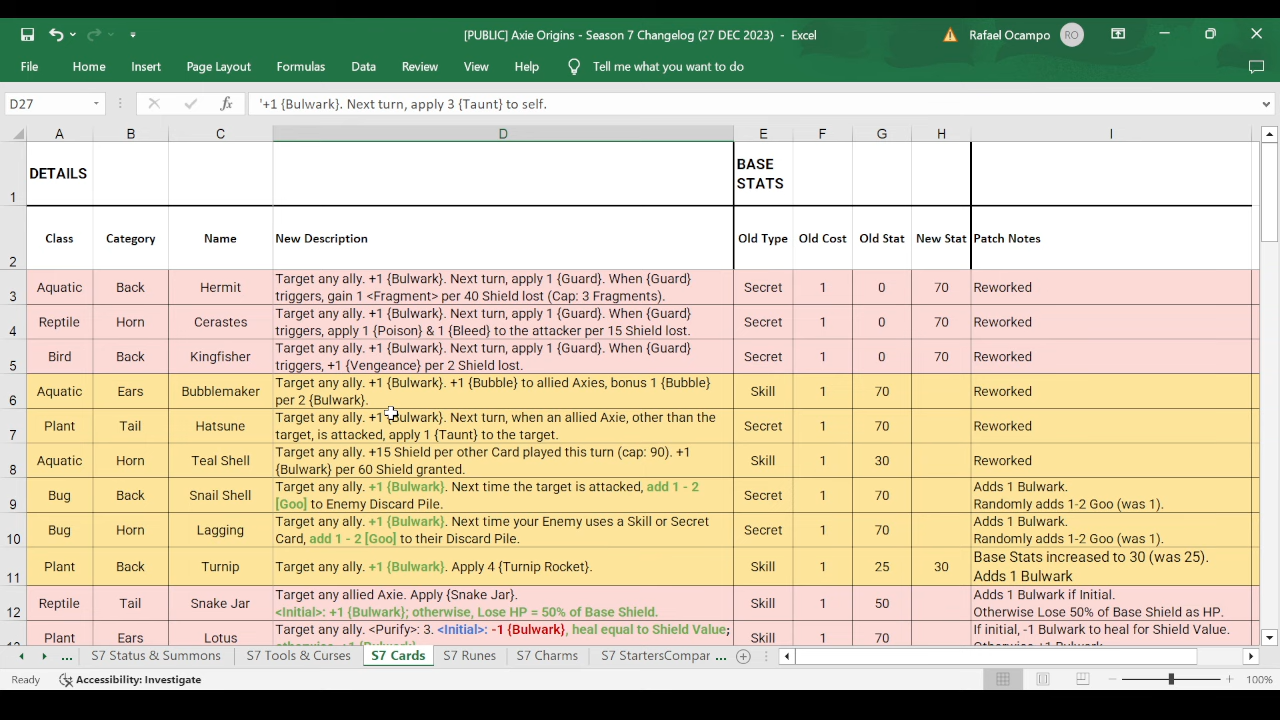 [PUBLIC] Axie Origins - Season 7 Changelog (27 DEC 2023) - Excel
Rafael Ocampo RO
File Home Insert Page Layout Formulas Data Review View Help Tell me what you want to do
D27 fx '+1 {Bulwark}. Next turn, apply 3 {Taunt} to self.
A B C D E F G H I
1 DETAILS BASE
STATS
2 Class Category Name New Description Old Type Old Cost Old Stat New Stat Patch Notes
3 Aquatic Back Hermit Target any ally. +1 {Bulwark}. Next turn, apply 1 {Guard}. When {Guard}
triggers, gain 1 <Fragment> per 40 Shield lost (Cap: 3 Fragments). Secret 1 0 70 Reworked
4 Reptile Horn Cerastes Target any ally. +1 {Bulwark}. Next turn, apply 1 {Guard}. When {Guard}
triggers, apply 1 {Poison} & 1 {Bleed} to the attacker per 15 Shield lost. Secret 1 0 70 Reworked
5 Bird Back Kingfisher Target any ally. +1 {Bulwark}. Next turn, apply 1 {Guard}. When {Guard}
triggers, +1 {Vengeance} per 2 Shield lost. Secret 1 0 70 Reworked
6 Aquatic Ears Bubblemaker Target any ally. +1 {Bulwark}. +1 {Bubble} to allied Axies, bonus 1 {Bubble}
per 2 {Bulwark}. Skill 1 70 Reworked
7 Plant Tail Hatsune Target any ally. +1 {Bulwark}. Next turn, when an allied Axie, other than the
target, is attacked, apply 1 {Taunt} to the target. Secret 1 70 Reworked
8 Aquatic Horn Teal Shell Target any ally. +15 Shield per other Card played this turn (cap: 90). +1
{Bulwark} per 60 Shield granted. Skill 1 30 Reworked
9 Bug Back Snail Shell Target any ally. +1 {Bulwark}. Next time the target is attacked, add 1 - 2
[Goo] to Enemy Discard Pile. Secret 1 70 Adds 1 Bulwark.
Randomly adds 1-2 Goo (was 1).
10 Bug Horn Lagging Target any ally. +1 {Bulwark}. Next time your Enemy uses a Skill or Secret
Card, add 1 - 2 [Goo] to their Discard Pile. Secret 1 70 Adds 1 Bulwark.
Randomly adds 1-2 Goo (was 1).
11 Plant Back Turnip Target any ally. +1 {Bulwark}. Apply 4 {Turnip Rocket}. Skill 1 25 30 Base Stats increased to 30 (was 25).
Adds 1 Bulwark
12 Reptile Tail Snake Jar Target any allied Axie. Apply {Snake Jar}.
<Initial>: +1 {Bulwark}; otherwise, Lose HP = 50% of Base Shield. Skill 1 50 Adds 1 Bulwark if Initial.
Otherwise Lose 50% of Base Shield as HP.
Plant Ears Lotus Target any ally. <Purify>: 3. <Initial>: -1 {Bulwark}, heal equal to Shield Value; Skill 1 70 If initial, -1 Bulwark to heal for Shield Value.
... S7 Status & Summons S7 Tools & Curses S7 Cards S7 Runes S7 Charms S7 StartersCompar ...
Ready Accessibility: Investigate 100%